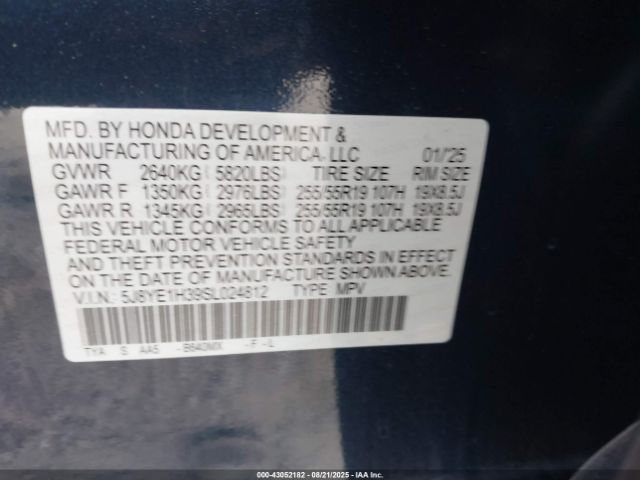 MFD. BY HONDA DEVELOPMENT &
MANUFACTURING OF AMERICA, LLC 01/'25
GVWR 2640KG (5820LBS) TIRE SIZE RIM SIZE
GAWR F 1350KG (2976LBS) 255/55R19 107H 19X8.5J
GAWR R 1345KG (2965LBS) 255/55R19 107H 19X8.5J
THIS VEHICLE CONFORMS TO ALL APPLICABLE
FEDERAL MOTOR VEHICLE SAFETY
AND THEFT PREVENTION STANDARDS IN EFFECT
ON THE DATE OF MANUFACTURE SHOWN ABOVE.
V.I.N.: 5J8YE1H39SL024812 TYPE: MPV
TYA S AA5 - B640MX - F - L
000-43052182 - 08/21/2025 - IAA Inc.